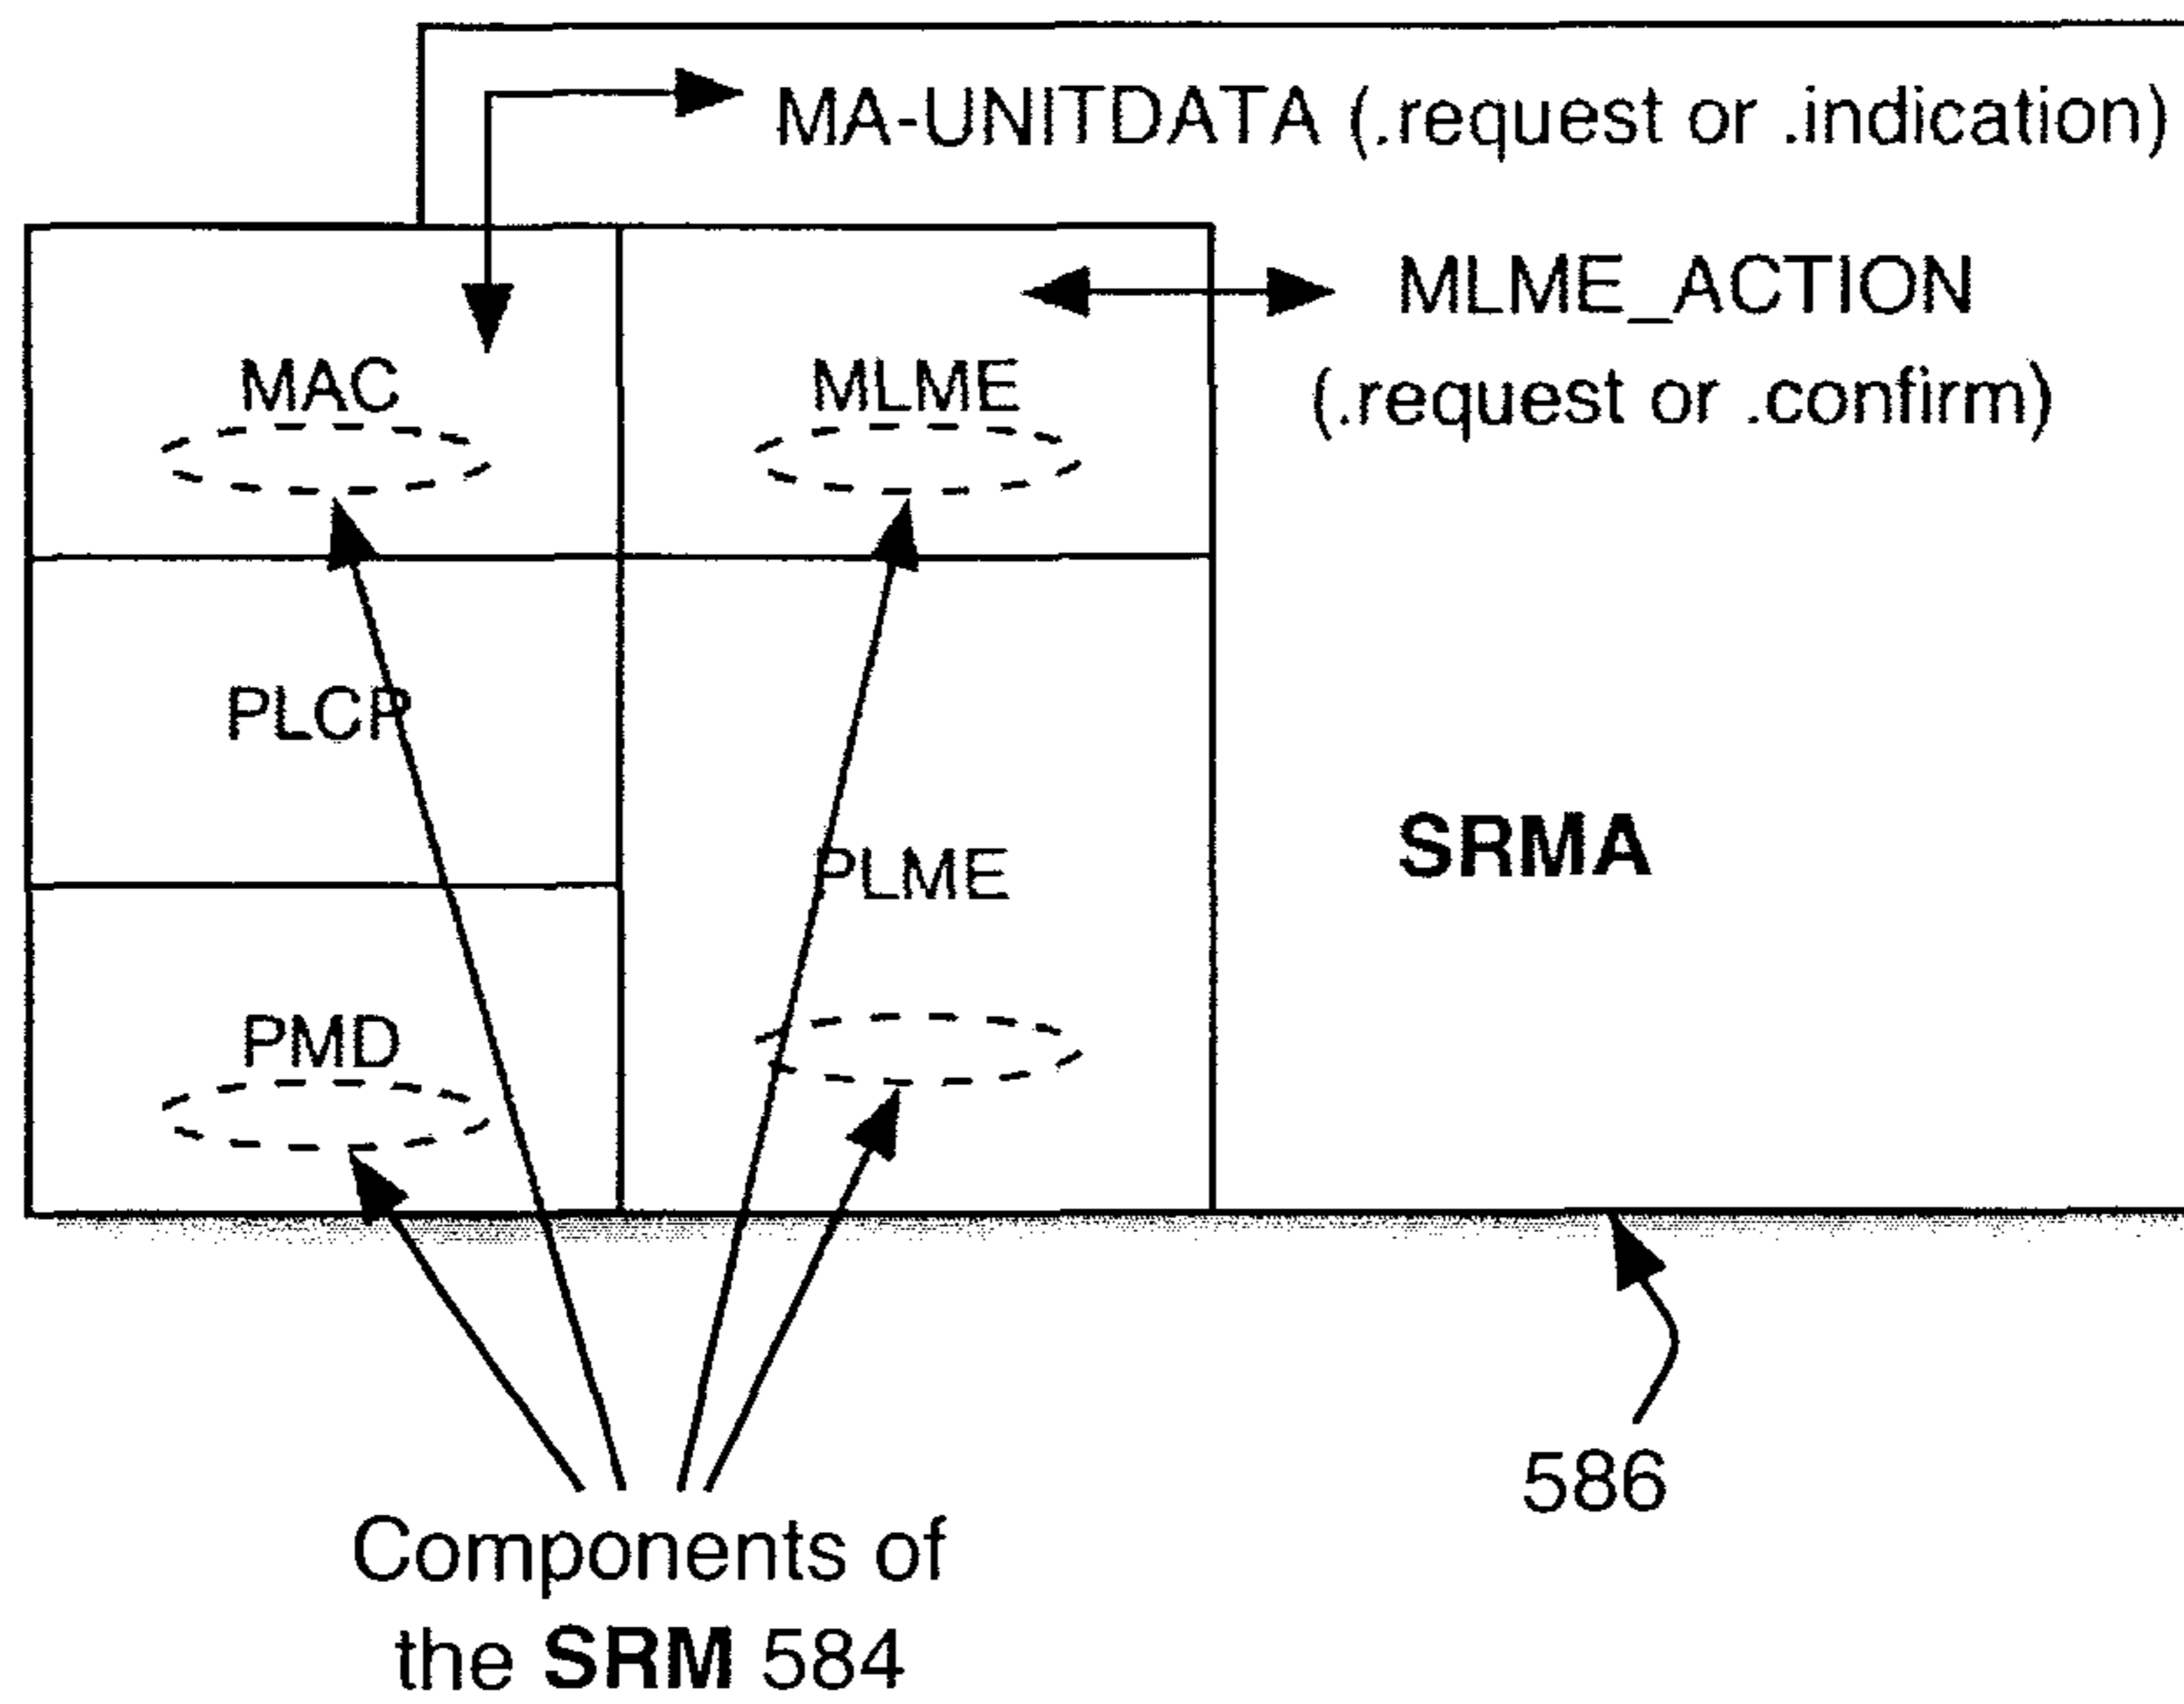 MA-UNITDATA (.request or .indication)
MLME_ACTION
(.request or .confirm)
MAC
MLME
PLCP
PLME
SRMA
PMD
586
Components of
the SRM 584